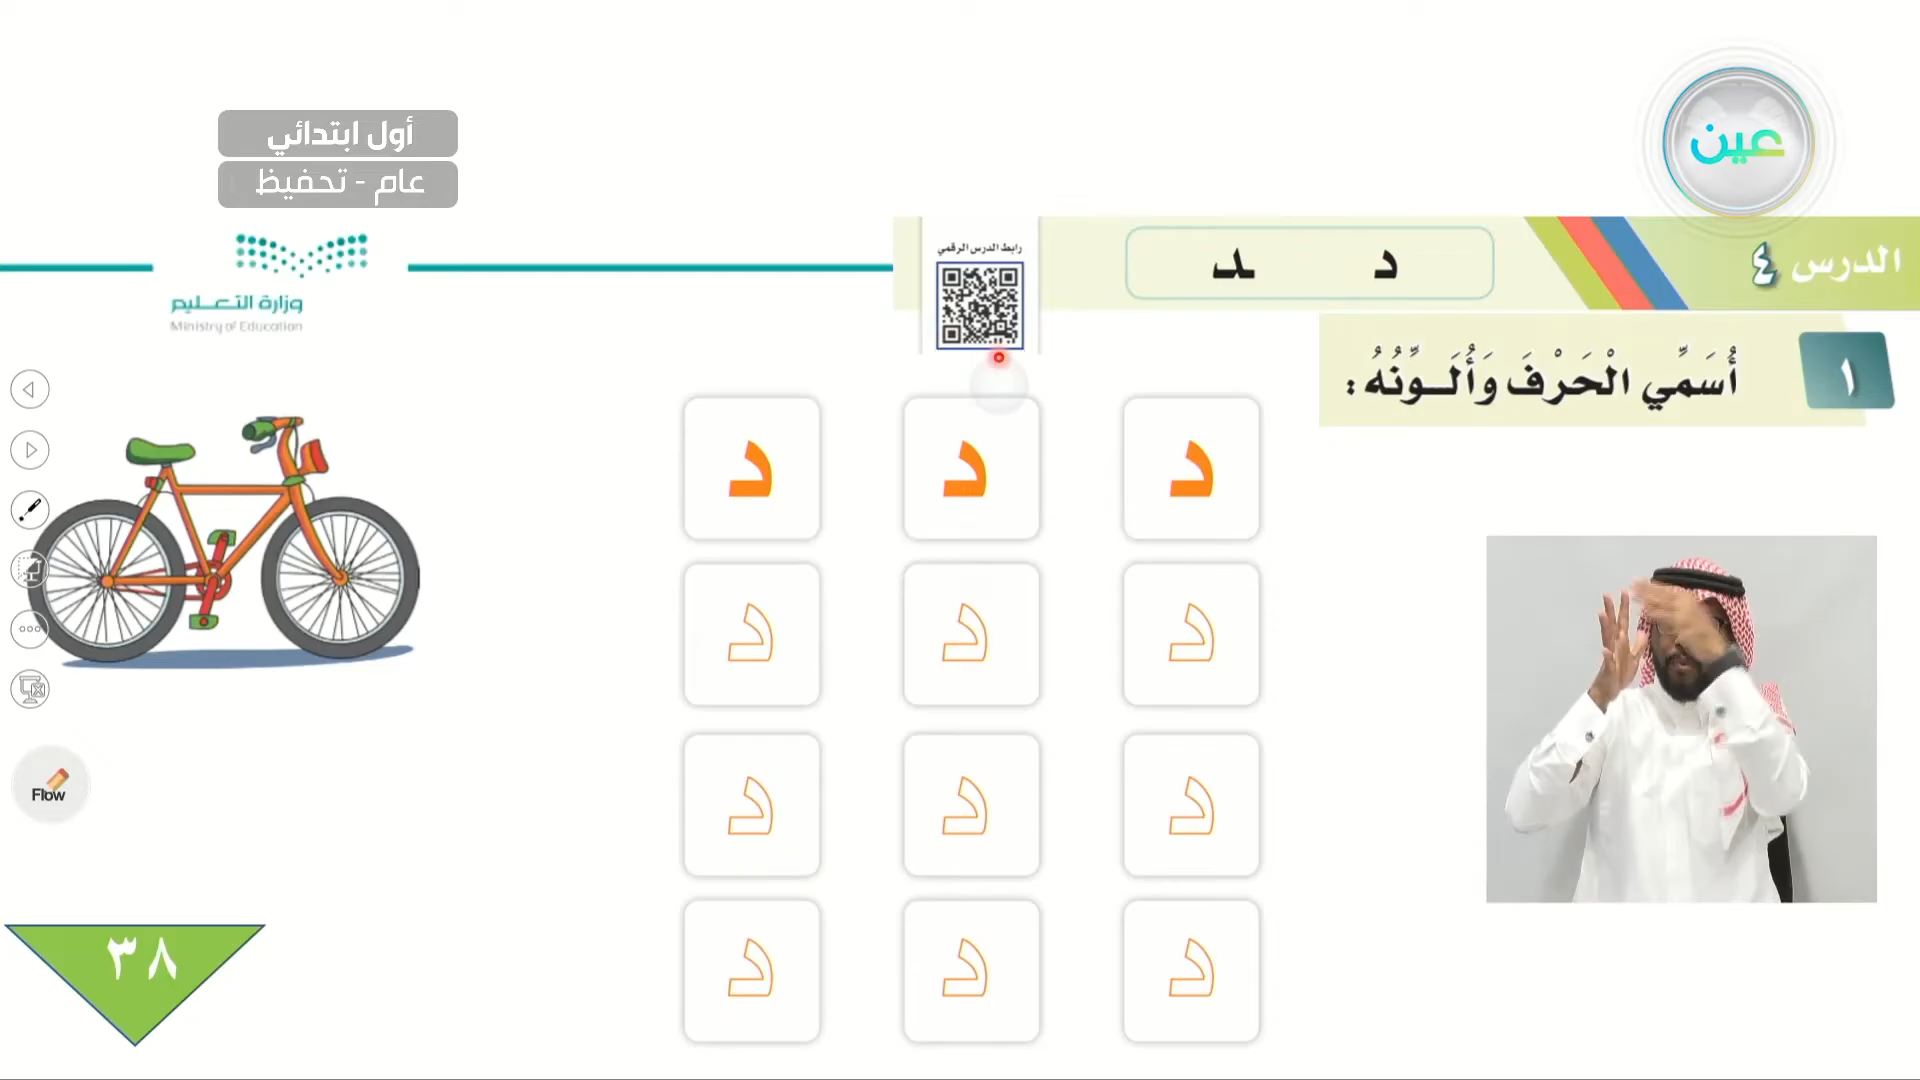 عين
أول ابتدائي
عام - تحفيظ
وزارة التعليم
Ministry of Education
الدرس ٤
د ـد
رابط الدرس الرقمي
١
أُسَمِّي الْحَرْفَ وَأُلَـوِّنُهُ :
د د د
د د د
د د د
د د د
Flow
٣٨